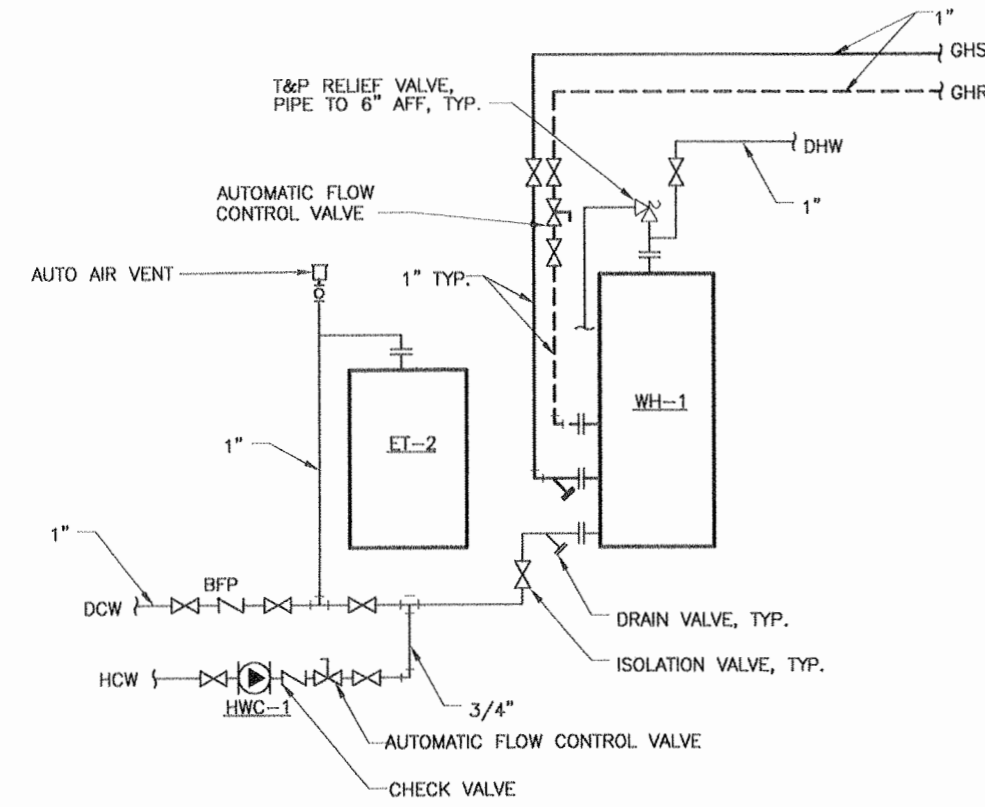 1"
GHS
T&P RELIEF VALVE,
PIPE TO 6" AFF, TYP.
GHR
DHW
AUTOMATIC FLOW
CONTROL VALVE
1"
AUTO AIR VENT
1" TYP.
WH-1
ET-2
1"
1"
BFP
DCW
DRAIN VALVE, TYP.
ISOLATION VALVE, TYP.
HCW
HWC-1
3/4"
AUTOMATIC FLOW CONTROL VALVE
CHECK VALVE